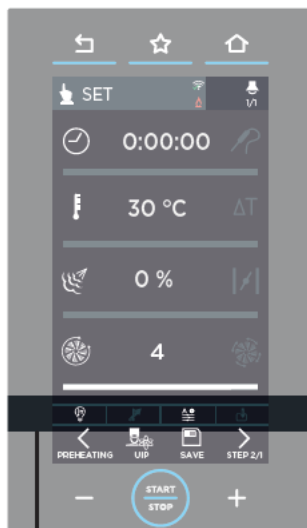 SET
1/1
0:00:00
30 °C
ΔT
0 %
4
PREHEATING UIP SAVE STEP 2/1
START
STOP